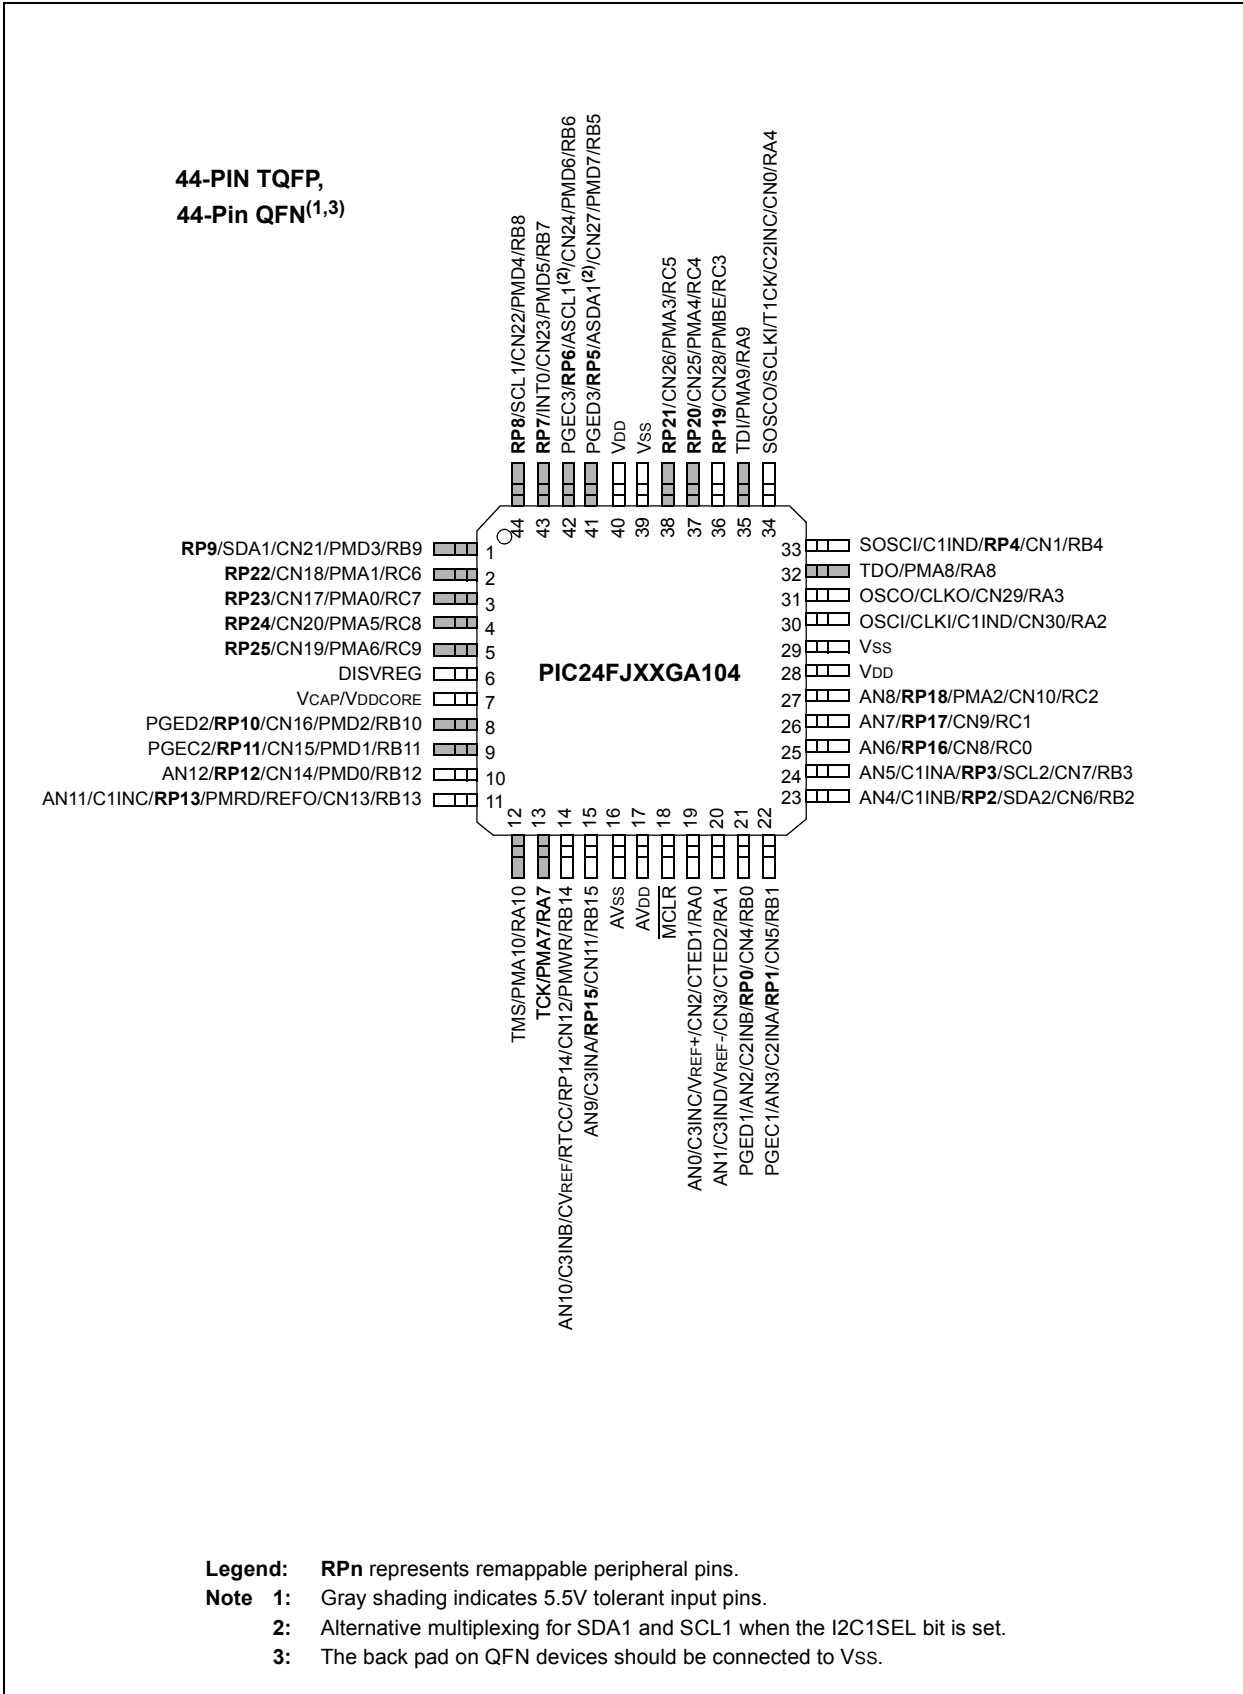 44-PIN TQFP,
44-Pin QFN(1,3)
RP8/SCL1/CN22/PMD4/RB8
RP7/INT0/CN23/PMD5/RB7
PGEC3/RP6/ASCL1(2)/CN24/PMD6/RB6
PGED3/RP5/ASDA1(2)/CN27/PMD7/RB5
VDD
VSS
RP21/CN26/PMA3/RC5
RP20/CN25/PMA4/RC4
RP19/CN28/PMBE/RC3
TDI/PMA9/RA9
SOSCO/SCLKI/T1CK/C2INC/CN0/RA4
44
43
42
41
40
39
38
37
36
35
34
RP9/SDA1/CN21/PMD3/RB9 1
RP22/CN18/PMA1/RC6 2
RP23/CN17/PMA0/RC7 3
RP24/CN20/PMA5/RC8 4
RP25/CN19/PMA6/RC9 5
DISVREG 6
VCAP/VDDCORE 7
PGED2/RP10/CN16/PMD2/RB10 8
PGEC2/RP11/CN15/PMD1/RB11 9
AN12/RP12/CN14/PMD0/RB12 10
AN11/C1INC/RP13/PMRD/REFO/CN13/RB13 11
PIC24FJXXGA104
33 SOSCI/C1IND/RP4/CN1/RB4
32 TDO/PMA8/RA8
31 OSCO/CLKO/CN29/RA3
30 OSCI/CLKI/C1IND/CN30/RA2
29 VSS
28 VDD
27 AN8/RP18/PMA2/CN10/RC2
26 AN7/RP17/CN9/RC1
25 AN6/RP16/CN8/RC0
24 AN5/C1INA/RP3/SCL2/CN7/RB3
23 AN4/C1INB/RP2/SDA2/CN6/RB2
12
13
14
15
16
17
18
19
20
21
22
TMS/PMA10/RA10
TCK/PMA7/RA7
AN10/C3INB/CVREF/RTCC/RP14/CN12/PMWR/RB14
AN9/C3INA/RP15/CN11/RB15
AVSS
AVDD
MCLR
AN0/C3INC/VREF+/CN2/CTED1/RA0
AN1/C3IND/VREF-/CN3/CTED2/RA1
PGED1/AN2/C2INB/RP0/CN4/RB0
PGEC1/AN3/C2INA/RP1/CN5/RB1
Legend: RPn represents remappable peripheral pins.
Note 1: Gray shading indicates 5.5V tolerant input pins.
2: Alternative multiplexing for SDA1 and SCL1 when the I2C1SEL bit is set.
3: The back pad on QFN devices should be connected to VSS.